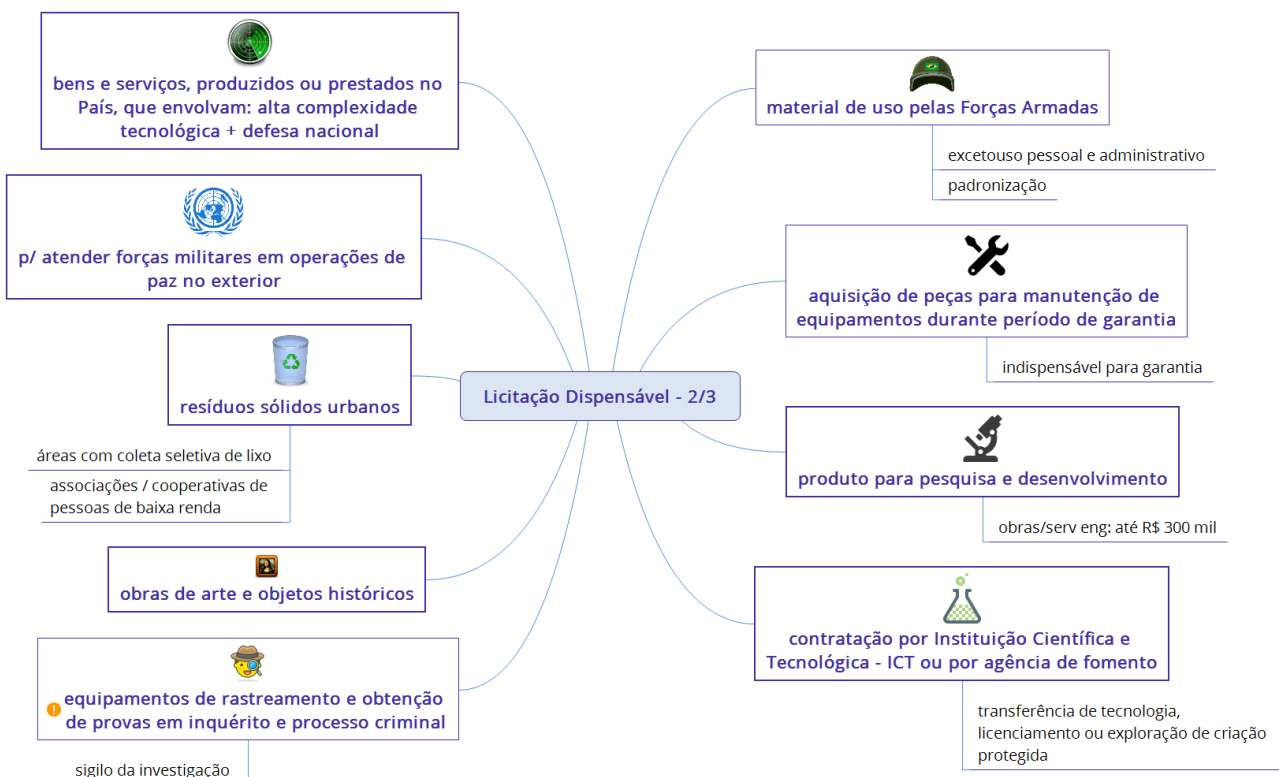 Licitação Dispensável - 2/3
bens e serviços, produzidos ou prestados no
País, que envolvam: alta complexidade
tecnológica + defesa nacional
p/ atender forças militares em operações de
paz no exterior
resíduos sólidos urbanos
áreas com coleta seletiva de lixo
associações / cooperativas de
pessoas de baixa renda
obras de arte e objetos históricos
equipamentos de rastreamento e obtenção
de provas em inquérito e processo criminal
sigilo da investigação
material de uso pelas Forças Armadas
excetouso pessoal e administrativo
padronização
aquisição de peças para manutenção de
equipamentos durante período de garantia
indispensável para garantia
produto para pesquisa e desenvolvimento
obras/serv eng: até R$ 300 mil
contratação por Instituição Científica e
Tecnológica - ICT ou por agência de fomento
transferência de tecnologia,
licenciamento ou exploração de criação
protegida